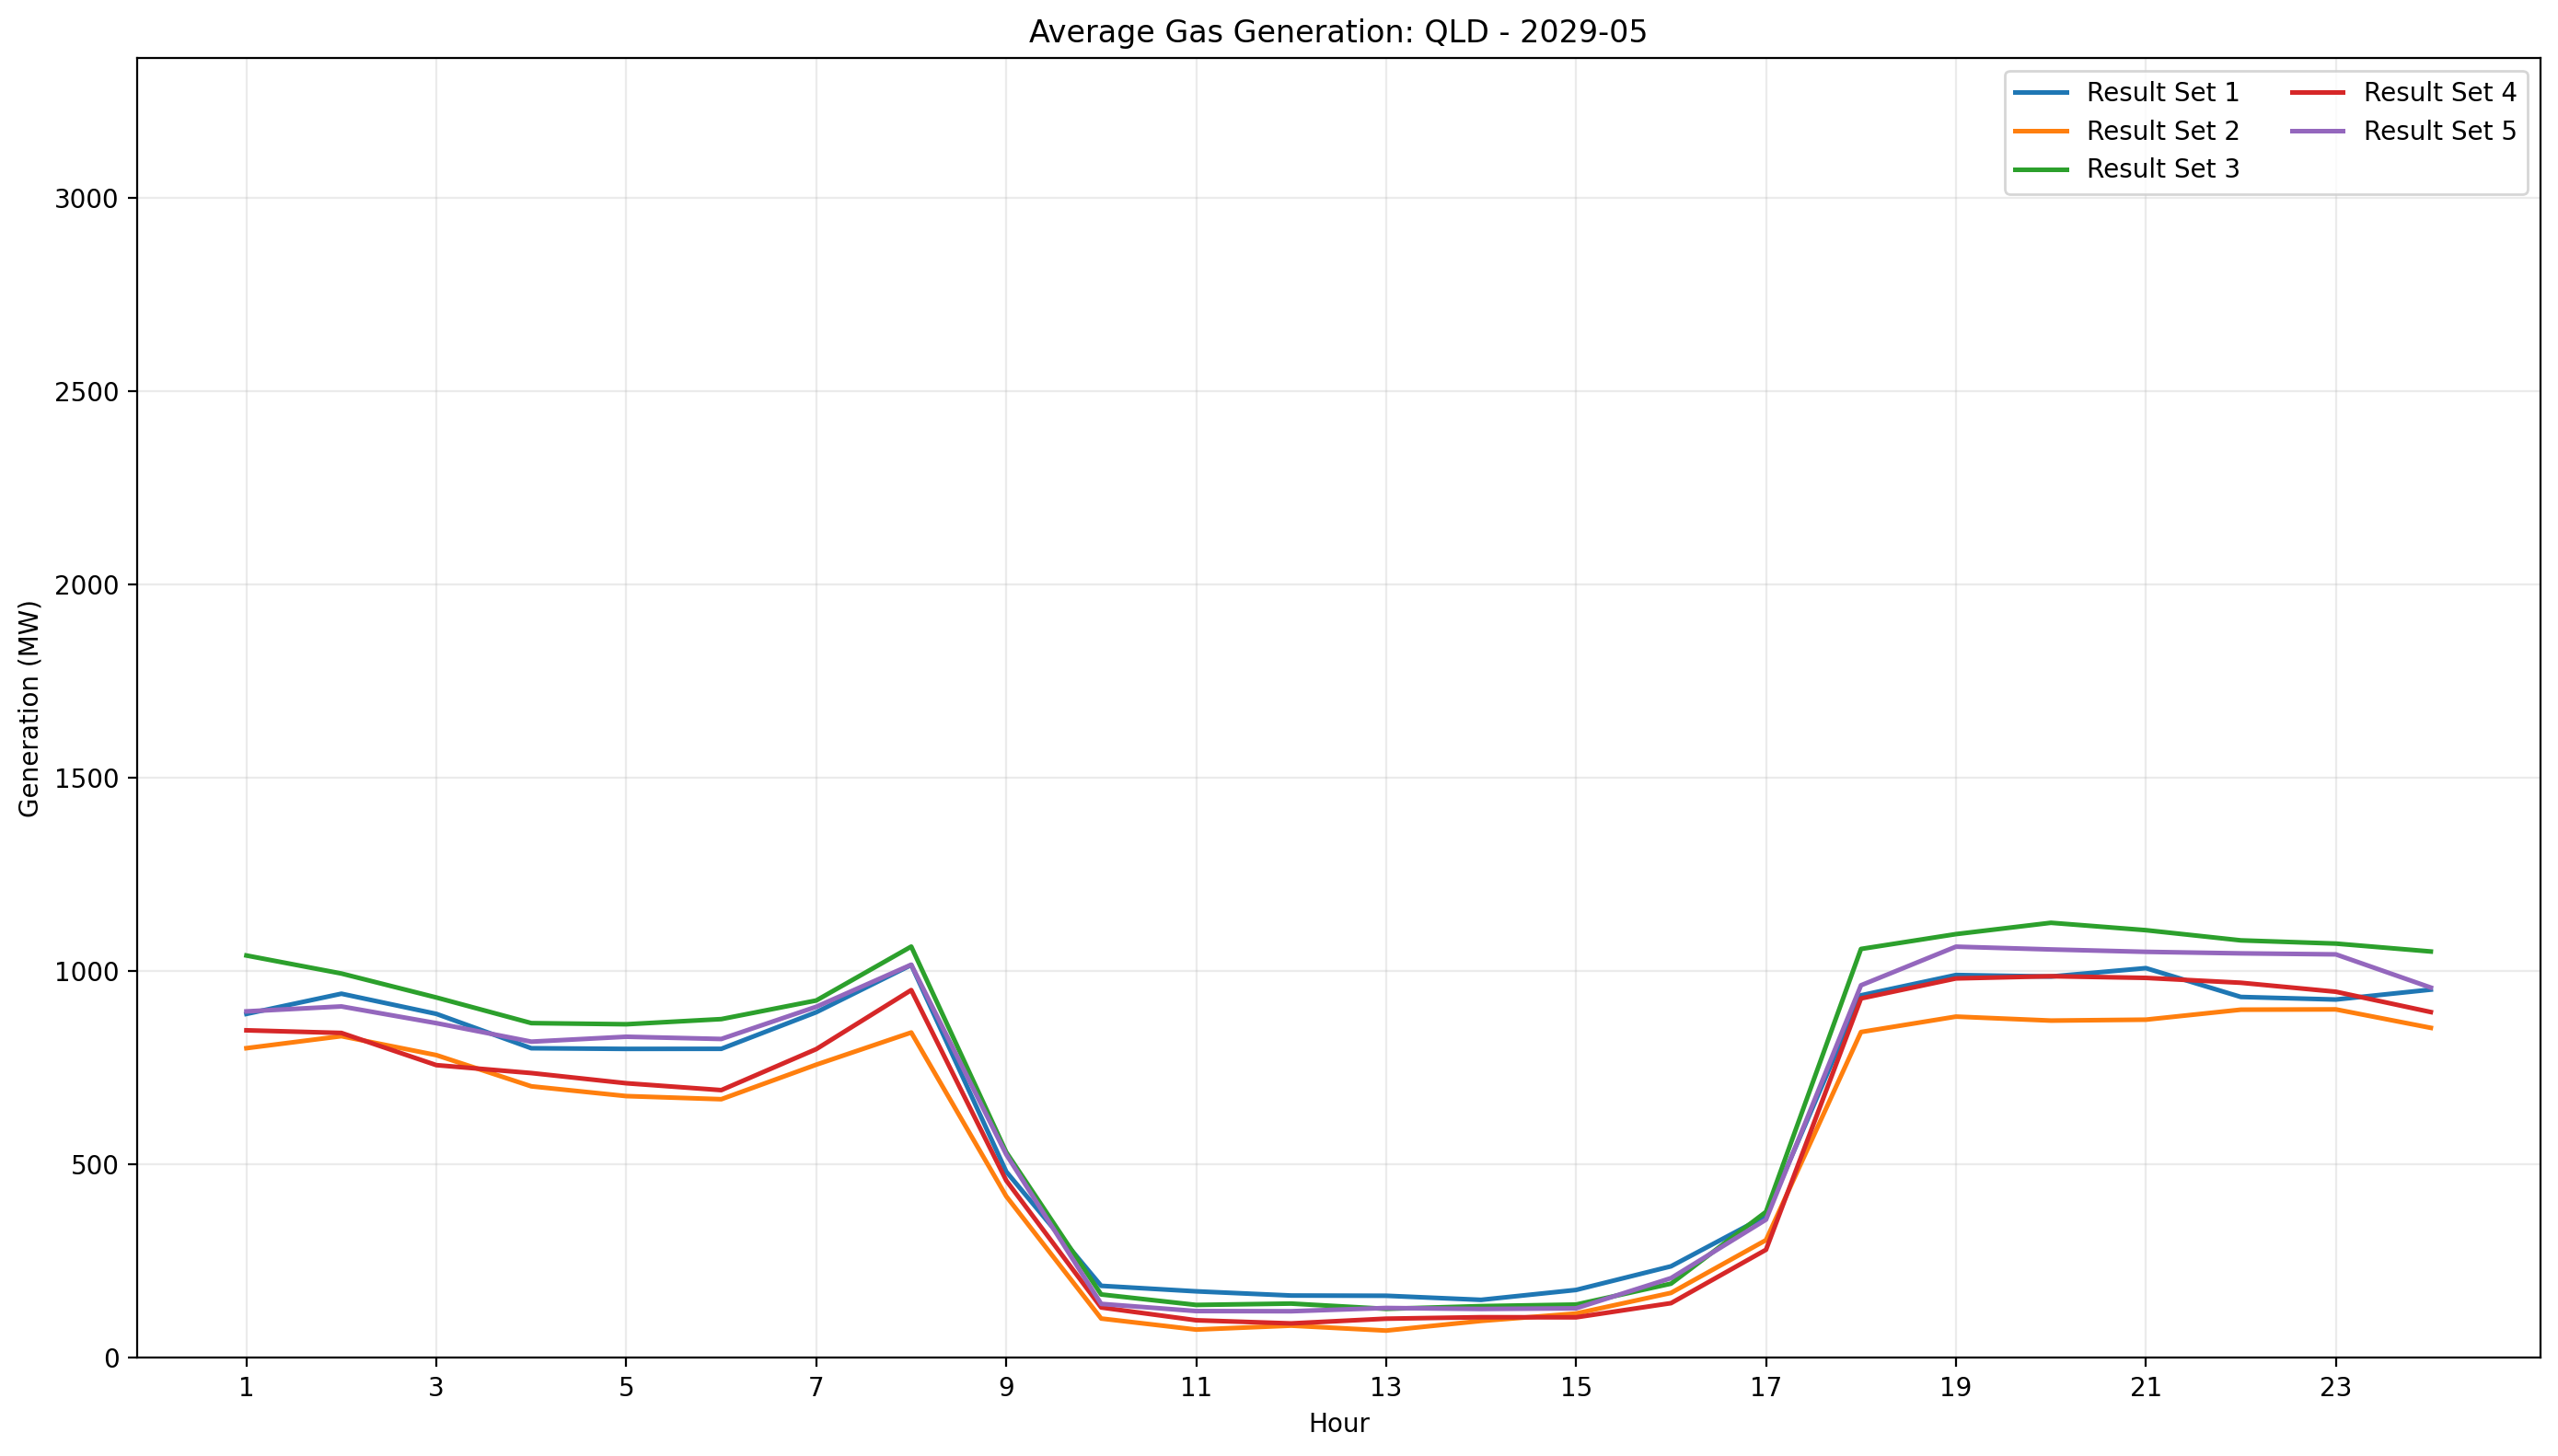 Average Gas Generation: QLD - 2029-05
Result Set 1
Result Set 2
Result Set 3
Result Set 4
Result Set 5
Generation (MW)
3000
2500
2000
1500
1000
500
0
1 3 5 7 9 11 13 15 17 19 21 23
Hour